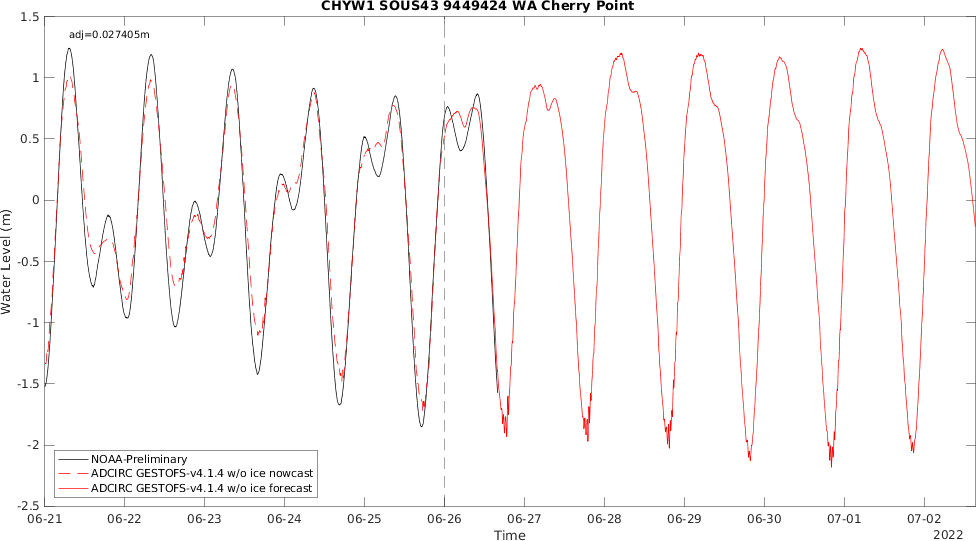 CHYW1 SOUS43 9449424 WA Cherry Point
adj=0.027405m
1.5
1
0.5
0
-0.5
-1
-1.5
-2
-2.5
Water Level (m)
NOAA-Preliminary
ADCIRC GESTOFS-v4.1.4 w/o ice nowcast
ADCIRC GESTOFS-v4.1.4 w/o ice forecast
06-21 06-22 06-23 06-24 06-25 06-26 06-27 06-28 06-29 06-30 07-01 07-02
Time
2022